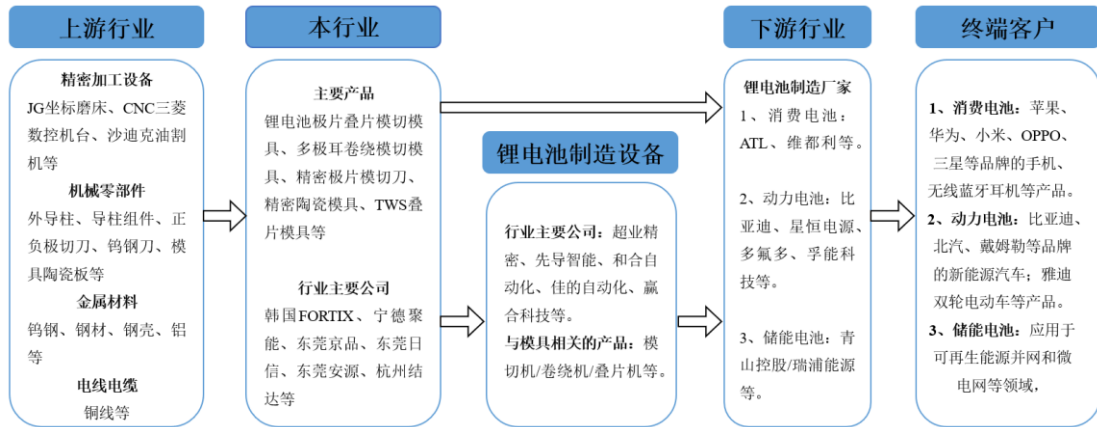 上游行业
精密加工设备
JG坐标磨床、CNC三菱
数控机台、沙迪克油割
机等
机械零部件
外导柱、导柱组件、正
负极切刀、钨钢刀、模
具陶瓷板等
金属材料
钨钢、钢材、钢壳、铝
等
电线电缆
铜线等
本行业
主要产品
锂电池极片叠片模切模
具、多极耳卷绕模切模
具、精密极片模切刀、
精密陶瓷模具、TWS叠
片模具等
行业主要公司
韩国FORTIX、宁德聚
能、东莞京品、东莞日
信、东莞安源、杭州结
达等
锂电池制造设备
行业主要公司：超业精
密、先导智能、和合自
动化、佳的自动化、赢
合科技等。
与模具相关的产品：模
切机/卷绕机/叠片机等。
下游行业
锂电池制造厂家
1、消费电池：
ATL、维都利等。
2、动力电池：比
亚迪、星恒电源、
多氟多、孚能科
技等。
3、储能电池：青
山控股/瑞浦能源
等。
终端客户
1、消费电池：苹果、
华为、小米、OPPO、
三星等品牌的手机、
无线蓝牙耳机等产品。
2、动力电池：比亚迪、
北汽、戴姆勒等品牌
的新能源汽车；雅迪
双轮电动车等产品。
3、储能电池：应用于
可再生能源并网和微
电网等领域，